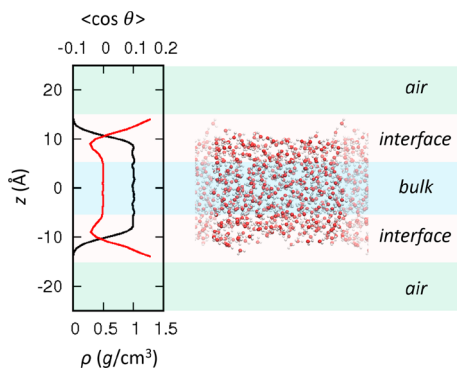 <cos θ>
-0.1 0 0.1 0.2
20
10
0
-10
-20
z (Å)
0 0.5 1 1.5
ρ (g/cm³)
air
interface
bulk
interface
air